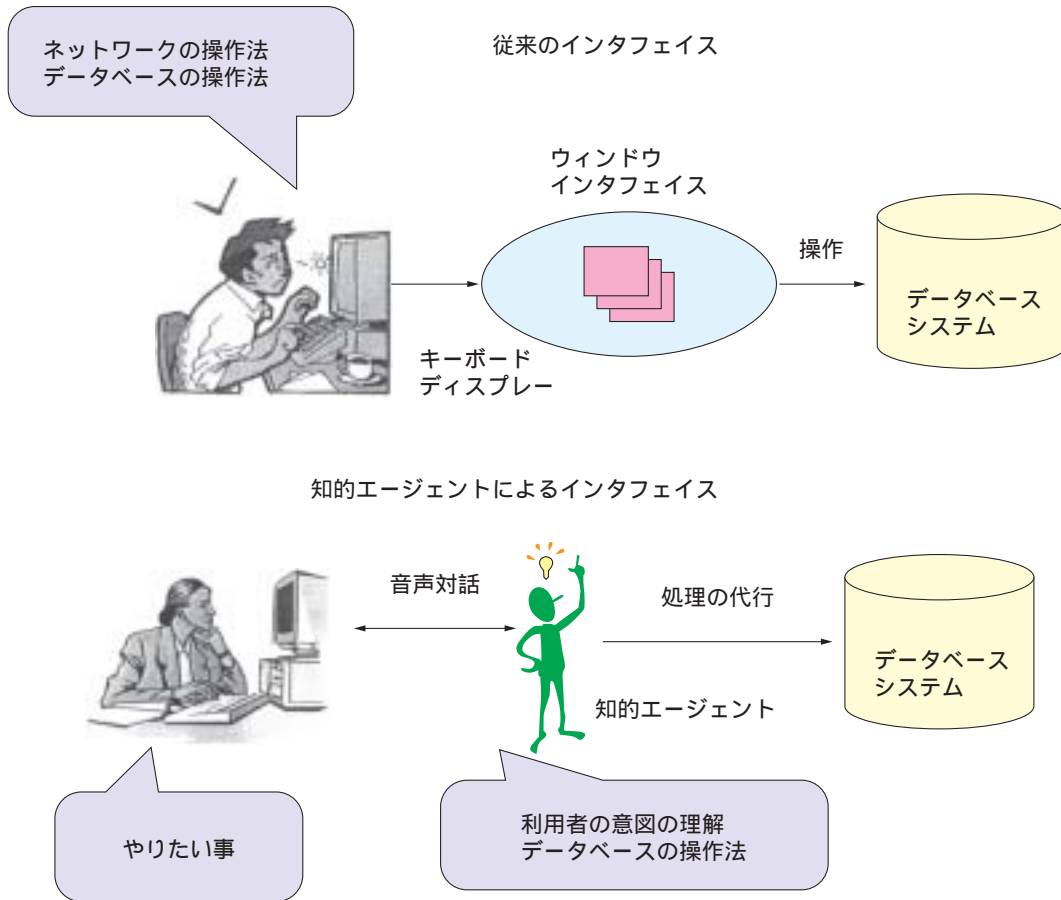 ネットワークの操作法
データベースの操作法
従来のインタフェイス
ウィンドウ
インタフェイス
操作
データベース
システム
キーボード
ディスプレー
知的エージェントによるインタフェイス
音声対話
処理の代行
データベース
システム
知的エージェント
やりたい事
利用者の意図の理解
データベースの操作法